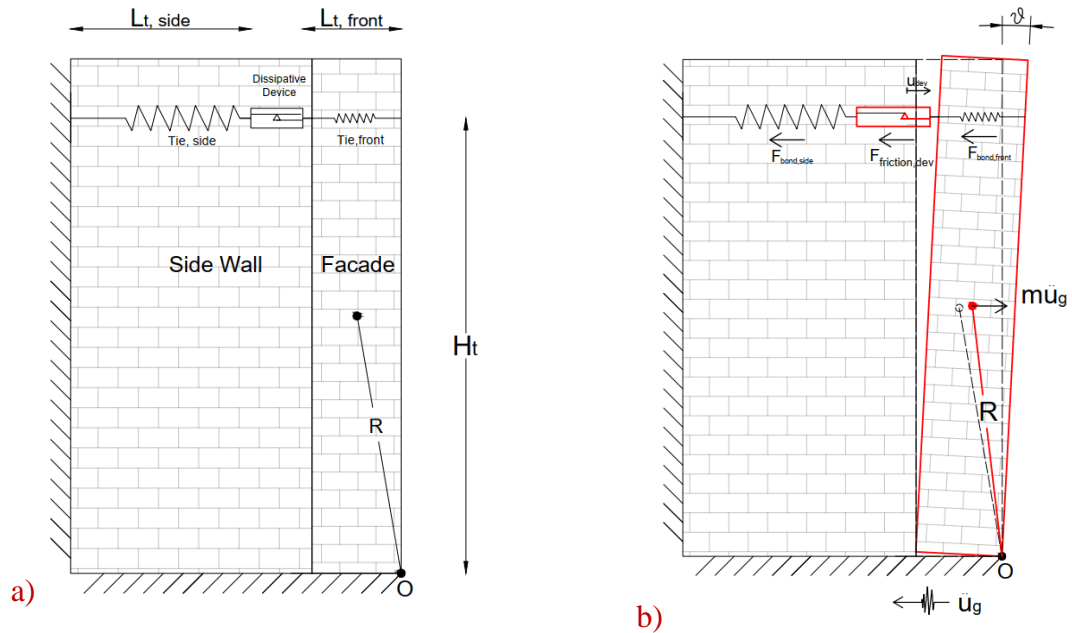 Lt, side
Lt, front
Dissipative
Device
Tie, side
Tie,front
Side Wall
Facade
Ht
R
O
a)
ϑ
udev
Fbond,side
Ffriction,dev
Fbond,front
müg
R
O
üg
b)